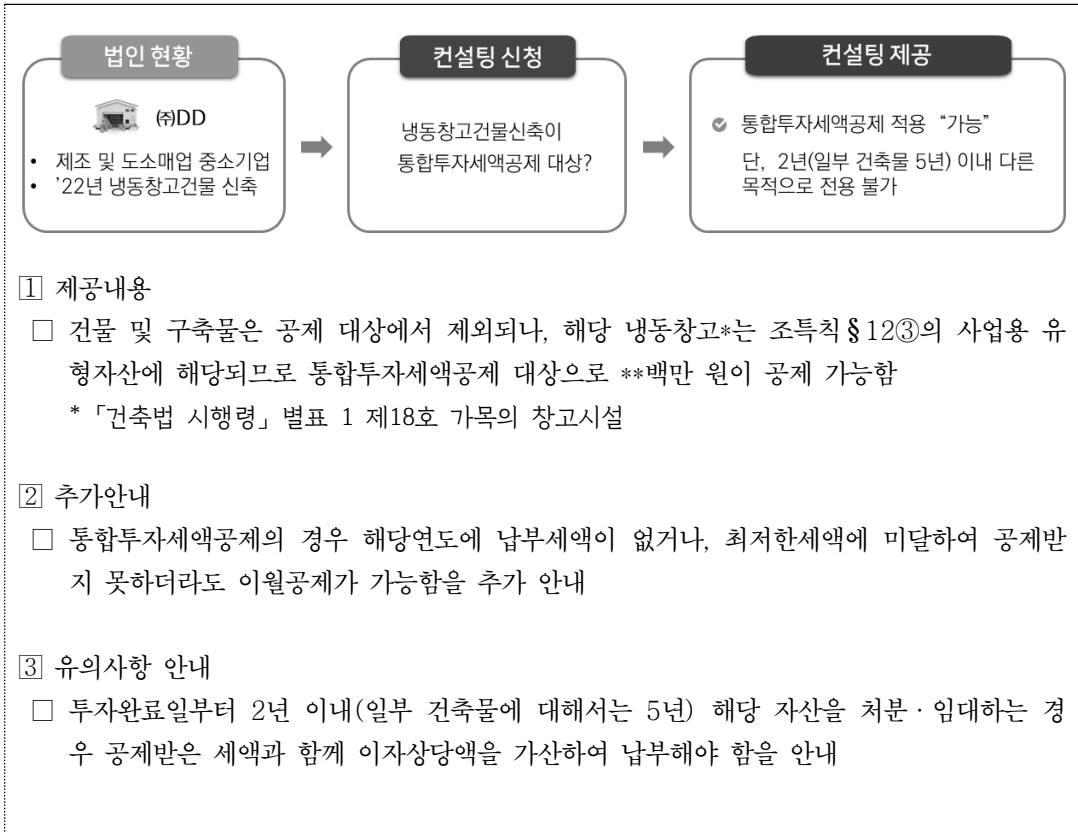 법인 현황
㈜DD
• 제조 및 도소매업 중소기업
• '22년 냉동창고건물 신축
컨설팅 신청
냉동창고건물신축이
통합투자세액공제 대상?
컨설팅 제공
통합투자세액공제 적용 “가능”
단, 2년(일부 건축물 5년) 이내 다른
목적으로 전용 불가
1 제공내용
□ 건물 및 구축물은 공제 대상에서 제외되나, 해당 냉동창고*는 조특칙§12③의 사업용 유
형자산에 해당되므로 통합투자세액공제 대상으로 **백만 원이 공제 가능함
*「건축법 시행령」별표 1 제18호 가목의 창고시설
2 추가안내
□ 통합투자세액공제의 경우 해당연도에 납부세액이 없거나, 최저한세액에 미달하여 공제받
지 못하더라도 이월공제가 가능함을 추가 안내
3 유의사항 안내
□ 투자완료일부터 2년 이내(일부 건축물에 대해서는 5년) 해당 자산을 처분·임대하는 경
우 공제받은 세액과 함께 이자상당액을 가산하여 납부해야 함을 안내